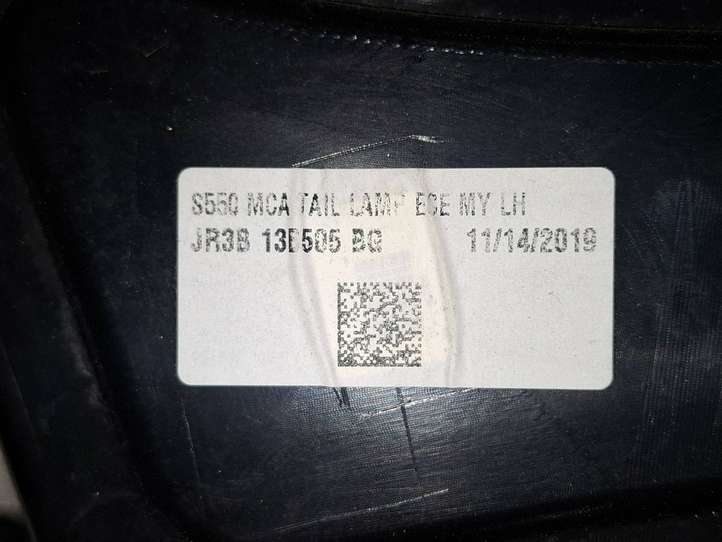 S550 MCA TAIL LAMP ECE MY LH
JR3B 13B505 BG 11/14/2019